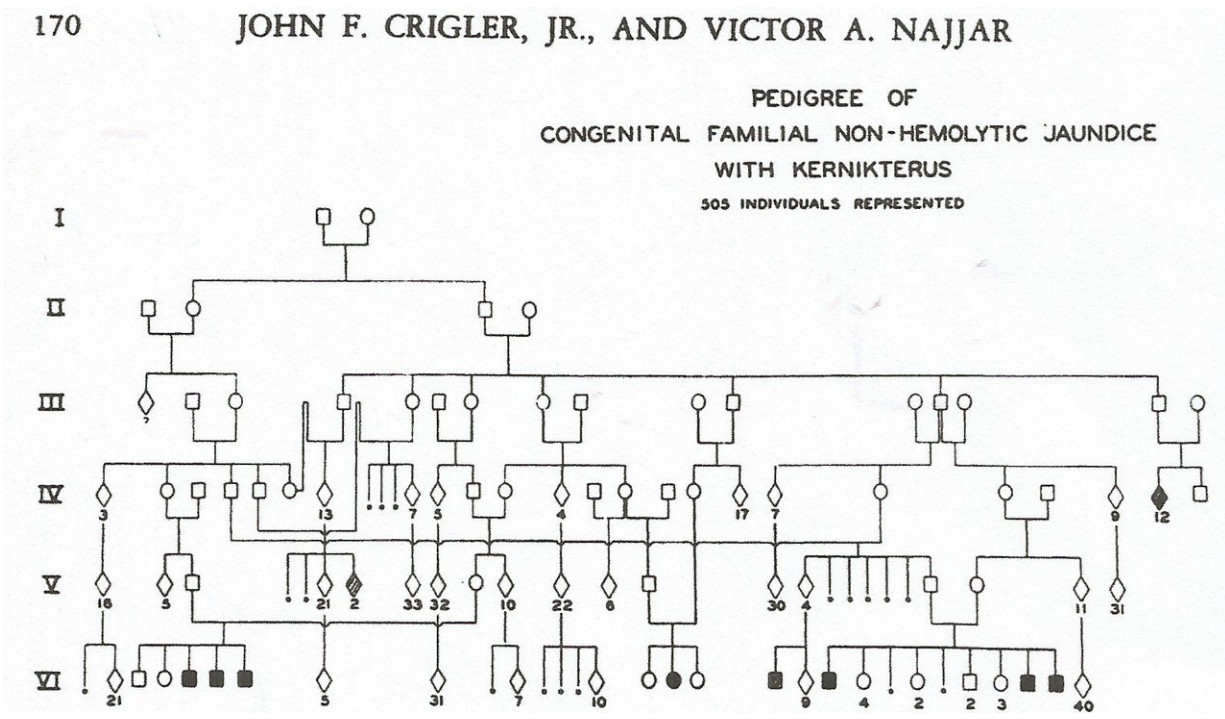 170 JOHN F. CRIGLER, JR., AND VICTOR A. NAJJAR
PEDIGREE OF
CONGENITAL FAMILIAL NON-HEMOLYTIC JAUNDICE
WITH KERNIKTERUS
505 INDIVIDUALS REPRESENTED
I
II
III
?
IV
3 13 7 5 4 17 7 9 12
V
16 5 21 2 33 32 10 22 6 30 4 11 31
VI
21 5 31 7 10 9 4 2 2 3 40